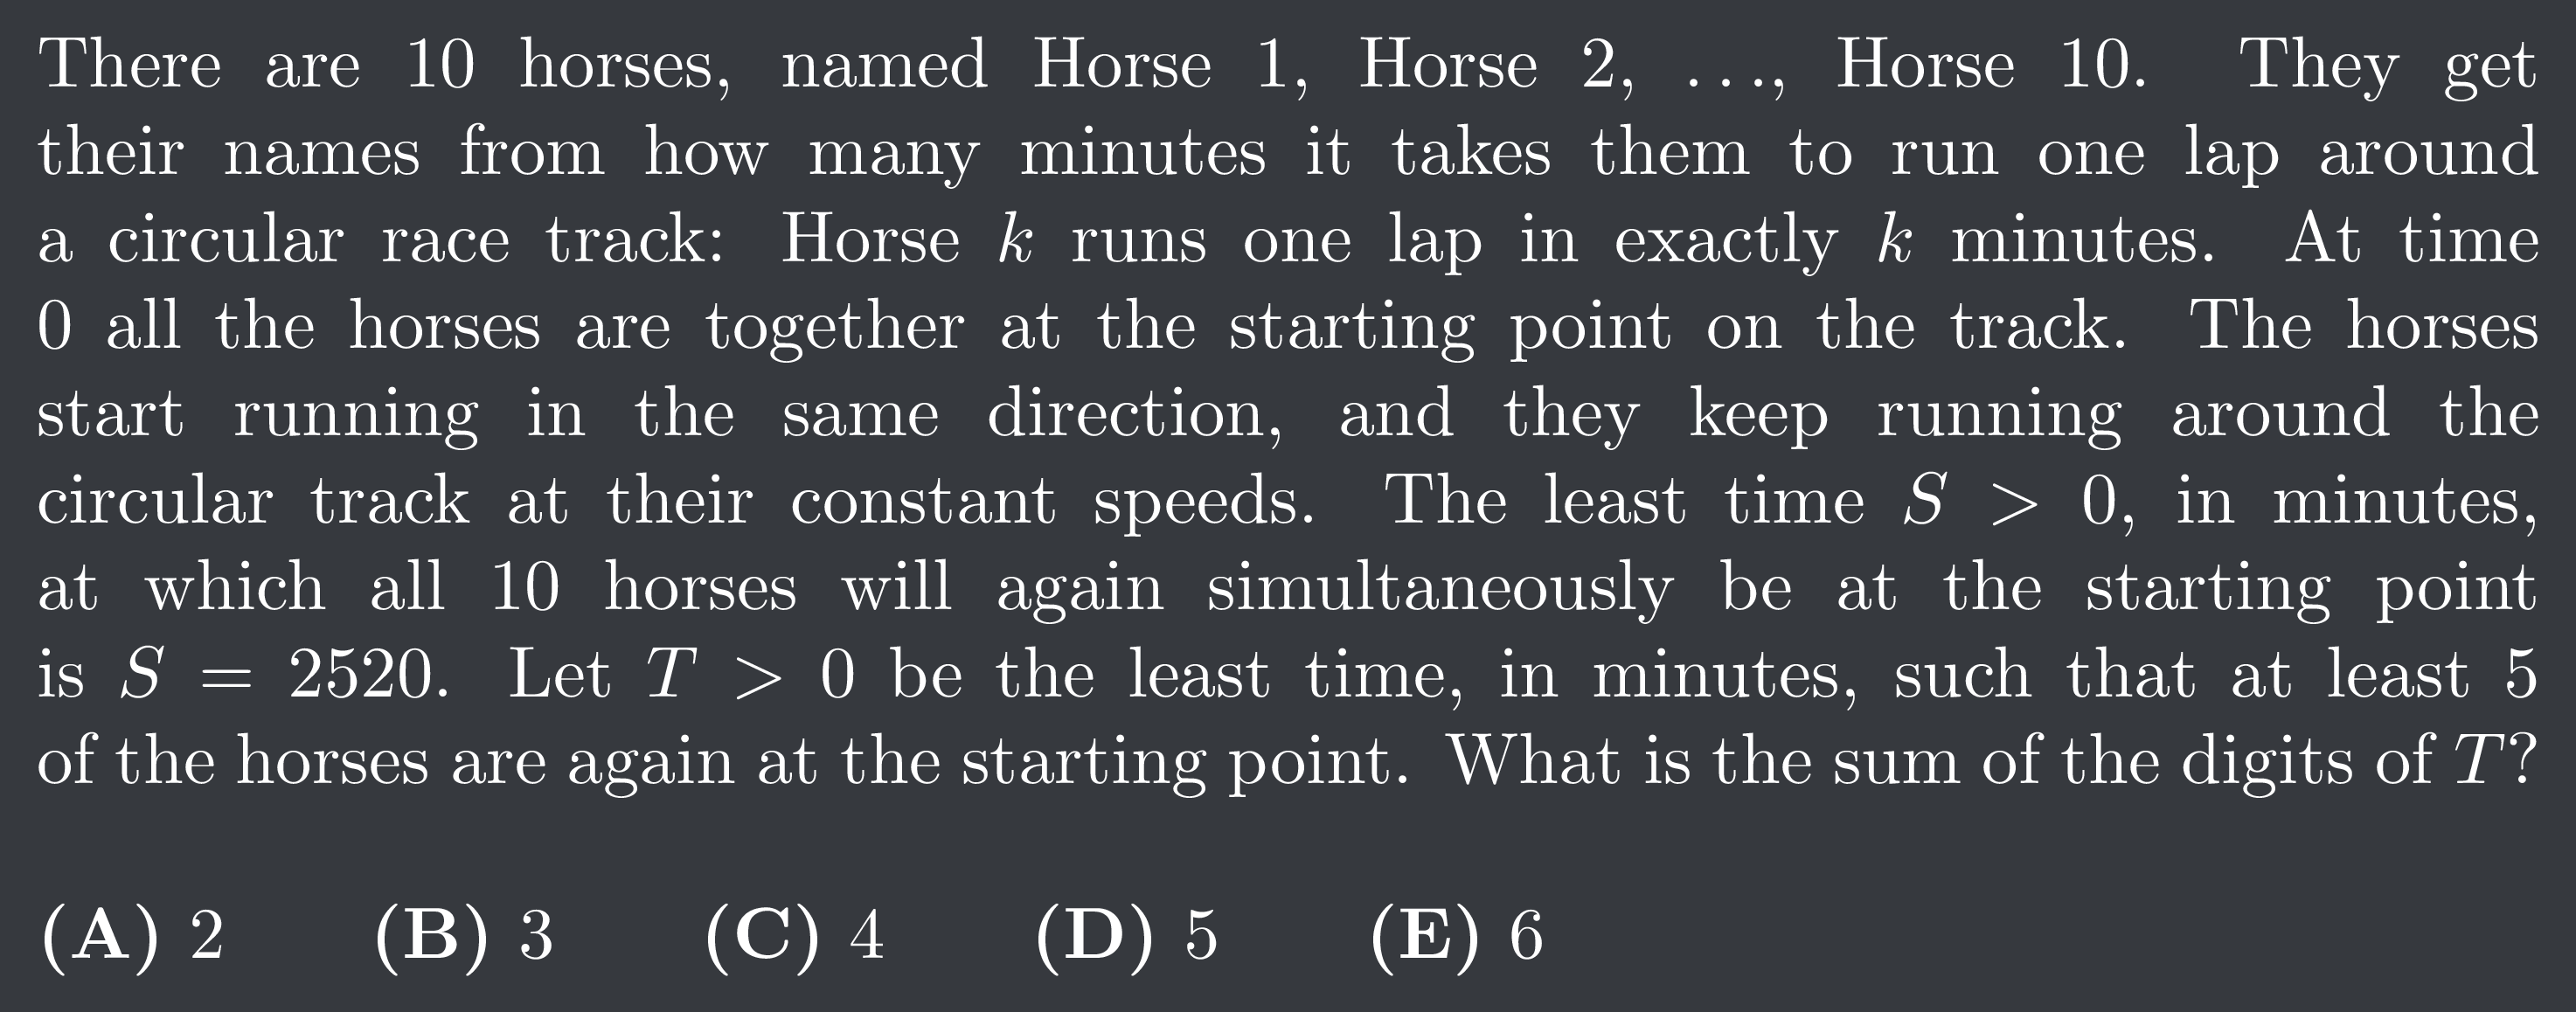 There are 10 horses, named Horse 1, Horse 2, . . ., Horse 10. They get
their names from how many minutes it takes them to run one lap around
a circular race track: Horse k runs one lap in exactly k minutes. At time
0 all the horses are together at the starting point on the track. The horses
start running in the same direction, and they keep running around the
circular track at their constant speeds. The least time S > 0, in minutes,
at which all 10 horses will again simultaneously be at the starting point
is S = 2520. Let T > 0 be the least time, in minutes, such that at least 5
of the horses are again at the starting point. What is the sum of the digits of T?
(A) 2 (B) 3 (C) 4 (D) 5 (E) 6